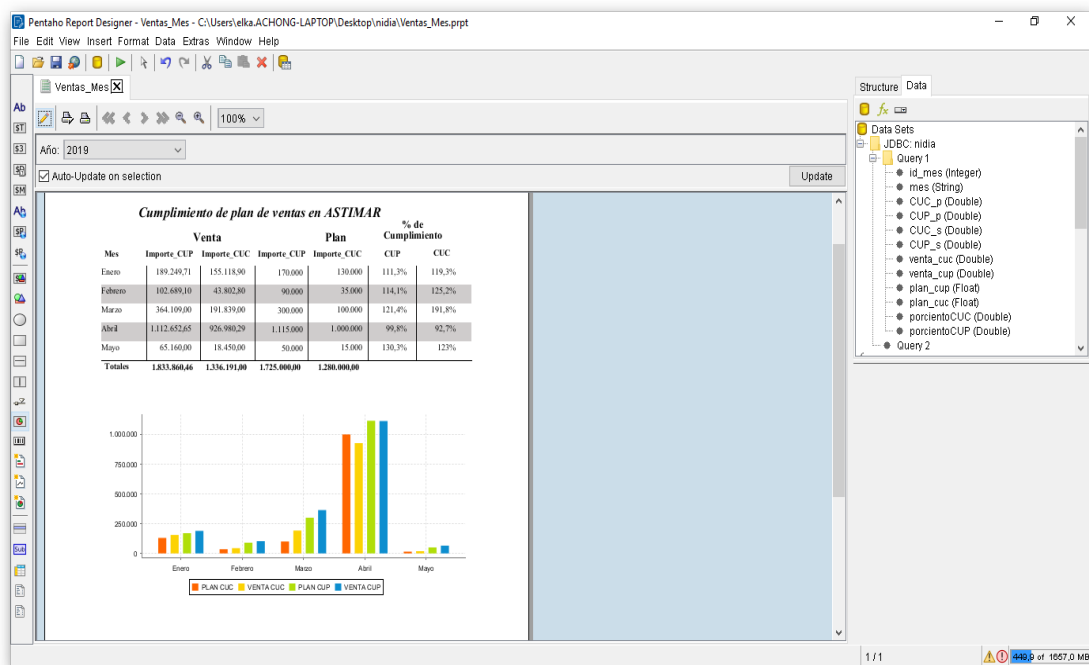 Pentaho Report Designer - Ventas_Mes - C:\Users\elka.ACHONG-LAPTOP\Desktop\nidia\Ventas_Mes.prpt
File Edit View Insert Format Data Extras Window Help
Ventas_Mes
100%
Año: 2019
Auto-Update on selection Update
Cumplimiento de plan de ventas en ASTIMAR
Venta Plan % de Cumplimiento
Mes Importe_CUP Importe_CUC Importe_CUP Importe_CUC CUP CUC
Enero 189.249,71 155.118,90 170.000 130.000 111,3% 119,3%
Febrero 102.689,10 43.802,80 90.000 35.000 114,1% 125,2%
Marzo 364.109,00 191.839,00 300.000 100.000 121,4% 191,8%
Abril 1.112.652,65 926.980,29 1.115.000 1.000.000 99,8% 92,7%
Mayo 65.160,00 18.450,00 50.000 15.000 130,3% 123%
Totales 1.833.860,46 1.336.191,00 1.725.000,00 1.280.000,00
1.000.000
750.000
500.000
250.000
0
Enero Febrero Marzo Abril Mayo
PLAN CUC VENTA CUC PLAN CUP VENTA CUP
Structure Data
Data Sets
JDBC: nidia
Query 1
id_mes (Integer)
mes (String)
CUC_p (Double)
CUP_p (Double)
CUC_s (Double)
CUP_s (Double)
venta_cuc (Double)
venta_cup (Double)
plan_cup (Float)
plan_cuc (Float)
porcientoCUC (Double)
porcientoCUP (Double)
Query 2
1 / 1
449,9 of 1657,0 MB